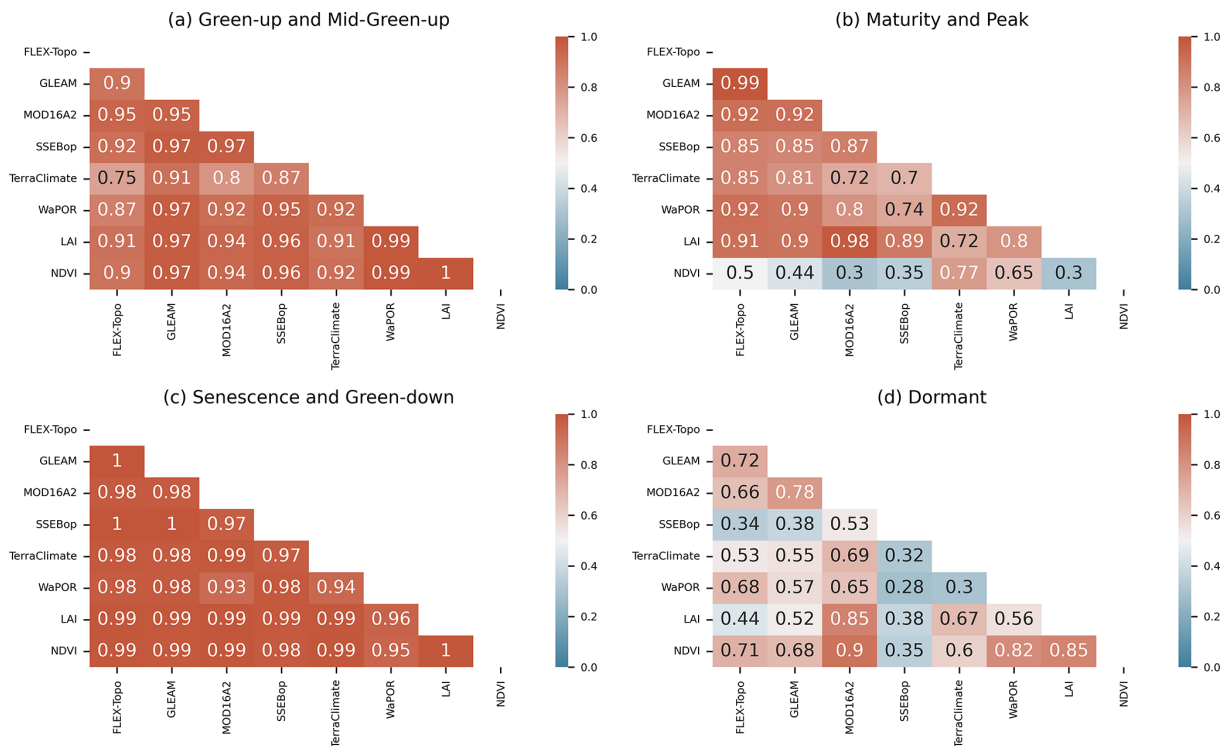 (a) Green-up and Mid-Green-up
FLEX-Topo
GLEAM 0.9
MOD16A2 0.95 0.95
SSEBop 0.92 0.97 0.97
TerraClimate 0.75 0.91 0.8 0.87
WaPOR 0.87 0.97 0.92 0.95 0.92
LAI 0.91 0.97 0.94 0.96 0.91 0.99
NDVI 0.9 0.97 0.94 0.96 0.92 0.99 1
FLEX-Topo GLEAM MOD16A2 SSEBop TerraClimate WaPOR LAI NDVI
1.0
0.8
0.6
0.4
0.2
0.0
(b) Maturity and Peak
FLEX-Topo
GLEAM 0.99
MOD16A2 0.92 0.92
SSEBop 0.85 0.85 0.87
TerraClimate 0.85 0.81 0.72 0.7
WaPOR 0.92 0.9 0.8 0.74 0.92
LAI 0.91 0.9 0.98 0.89 0.72 0.8
NDVI 0.5 0.44 0.3 0.35 0.77 0.65 0.3
FLEX-Topo GLEAM MOD16A2 SSEBop TerraClimate WaPOR LAI NDVI
1.0
0.8
0.6
0.4
0.2
0.0
(c) Senescence and Green-down
FLEX-Topo
GLEAM 1
MOD16A2 0.98 0.98
SSEBop 1 1 0.97
TerraClimate 0.98 0.98 0.99 0.97
WaPOR 0.98 0.98 0.93 0.98 0.94
LAI 0.99 0.99 0.99 0.99 0.99 0.96
NDVI 0.99 0.99 0.99 0.98 0.99 0.95 1
FLEX-Topo GLEAM MOD16A2 SSEBop TerraClimate WaPOR LAI NDVI
1.0
0.8
0.6
0.4
0.2
0.0
(d) Dormant
FLEX-Topo
GLEAM 0.72
MOD16A2 0.66 0.78
SSEBop 0.34 0.38 0.53
TerraClimate 0.53 0.55 0.69 0.32
WaPOR 0.68 0.57 0.65 0.28 0.3
LAI 0.44 0.52 0.85 0.38 0.67 0.56
NDVI 0.71 0.68 0.9 0.35 0.6 0.82 0.85
FLEX-Topo GLEAM MOD16A2 SSEBop TerraClimate WaPOR LAI NDVI
1.0
0.8
0.6
0.4
0.2
0.0